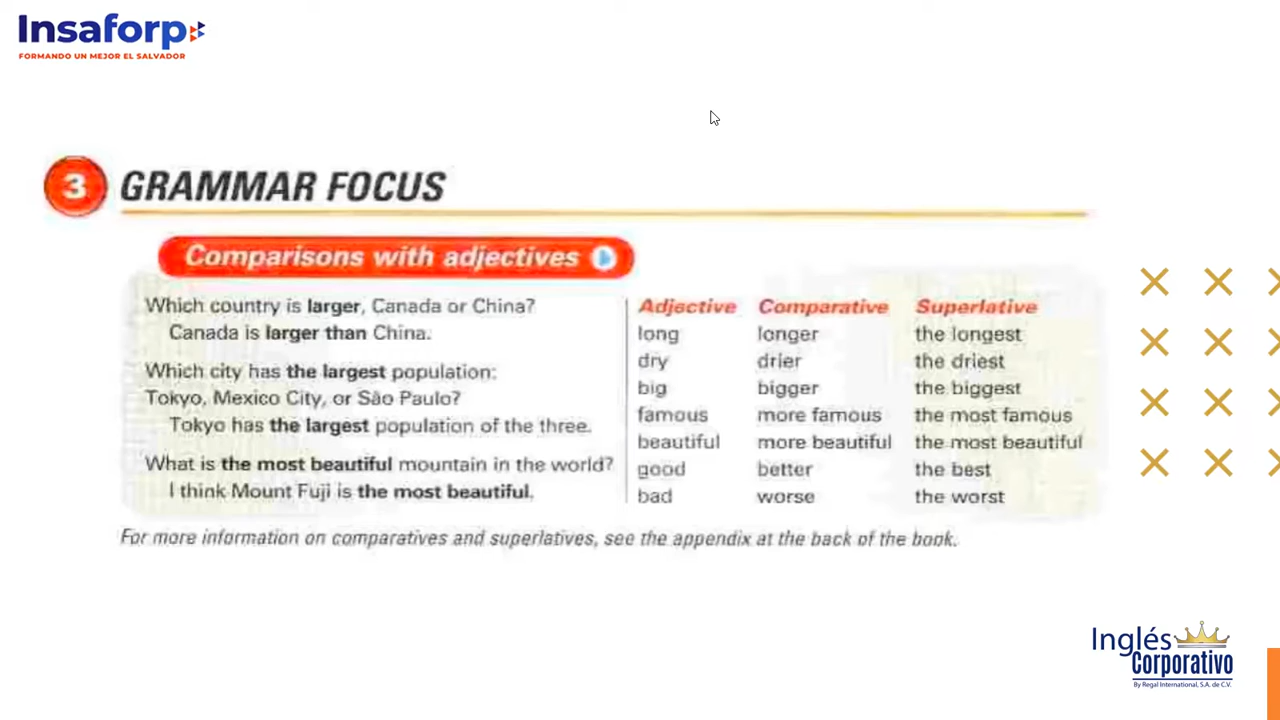 Insaforp
FORMANDO UN MEJOR EL SALVADOR
3 GRAMMAR FOCUS
Comparisons with adjectives
Which country is larger, Canada or China?
Canada is larger than China.
Which city has the largest population:
Tokyo, Mexico City, or São Paulo?
Tokyo has the largest population of the three.
What is the most beautiful mountain in the world?
I think Mount Fuji is the most beautiful.
Adjective Comparative Superlative
long longer the longest
dry drier the driest
big bigger the biggest
famous more famous the most famous
beautiful more beautiful the most beautiful
good better the best
bad worse the worst
For more information on comparatives and superlatives, see the appendix at the back of the book.
Inglés
Corporativo
By Regal International, S.A. de C.V.